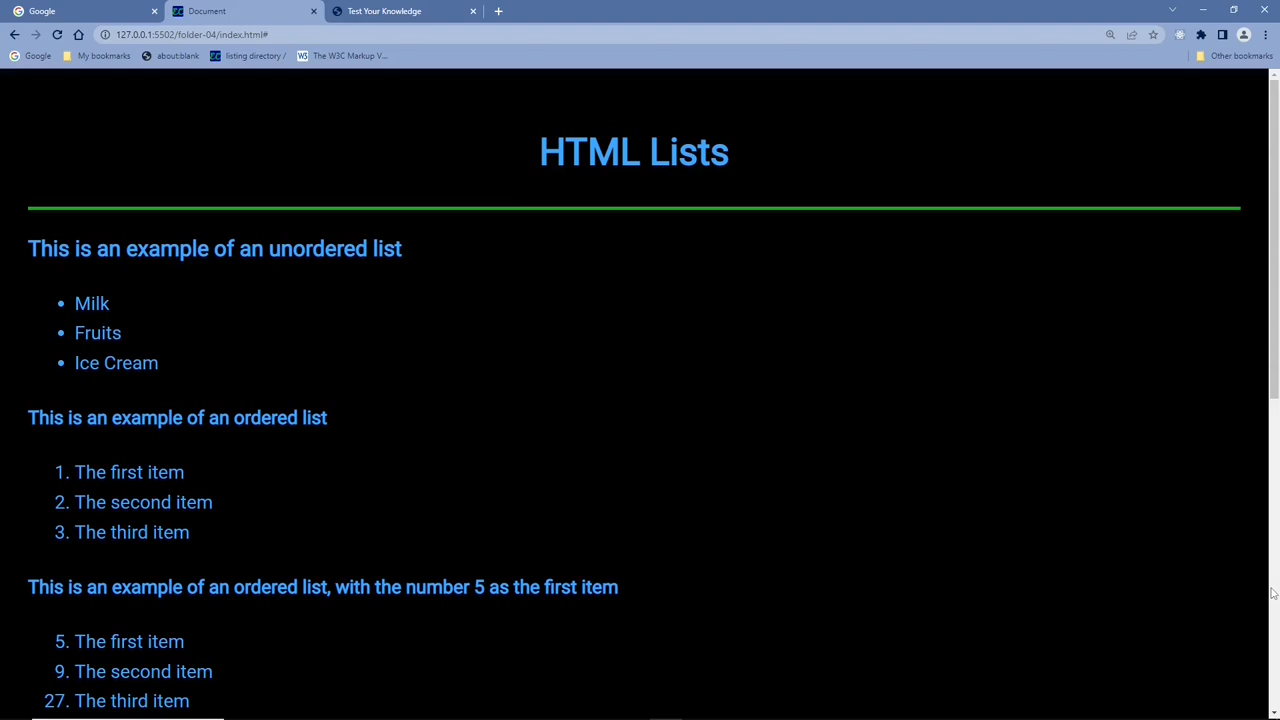 Google
Document
Test Your Knowledge
127.0.0.1:5502/folder-04/index.html#
Google
My bookmarks
about:blank
listing directory /
The W3C Markup V...
Other bookmarks
HTML Lists
This is an example of an unordered list
• Milk
• Fruits
• Ice Cream
This is an example of an ordered list
1. The first item
2. The second item
3. The third item
This is an example of an ordered list, with the number 5 as the first item
5. The first item
9. The second item
27. The third item